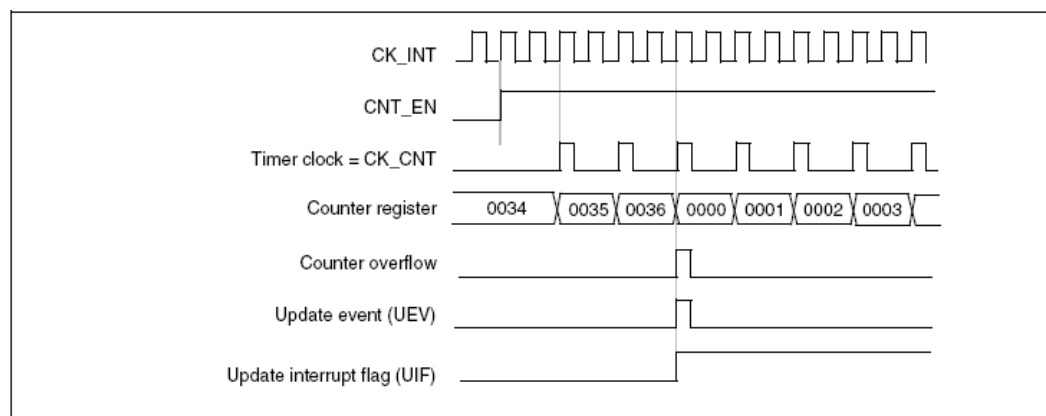 CK_INT
CNT_EN
Timer clock = CK_CNT
Counter register 0034 0035 0036 0000 0001 0002 0003
Counter overflow
Update event (UEV)
Update interrupt flag (UIF)